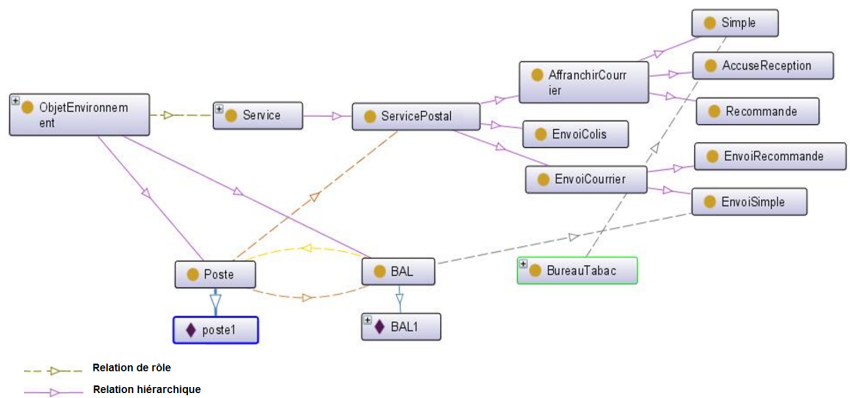 Simple
AccuseReception
AffranchirCourr
ier
ObjetEnvironnem
ent
Service
ServicePostal
Recommande
EnvoiColis
EnvoiRecommande
EnvoiCourrier
EnvoiSimple
Poste
BAL
BureauTabac
poste1
BAL1
Relation de rôle
Relation hiérarchique